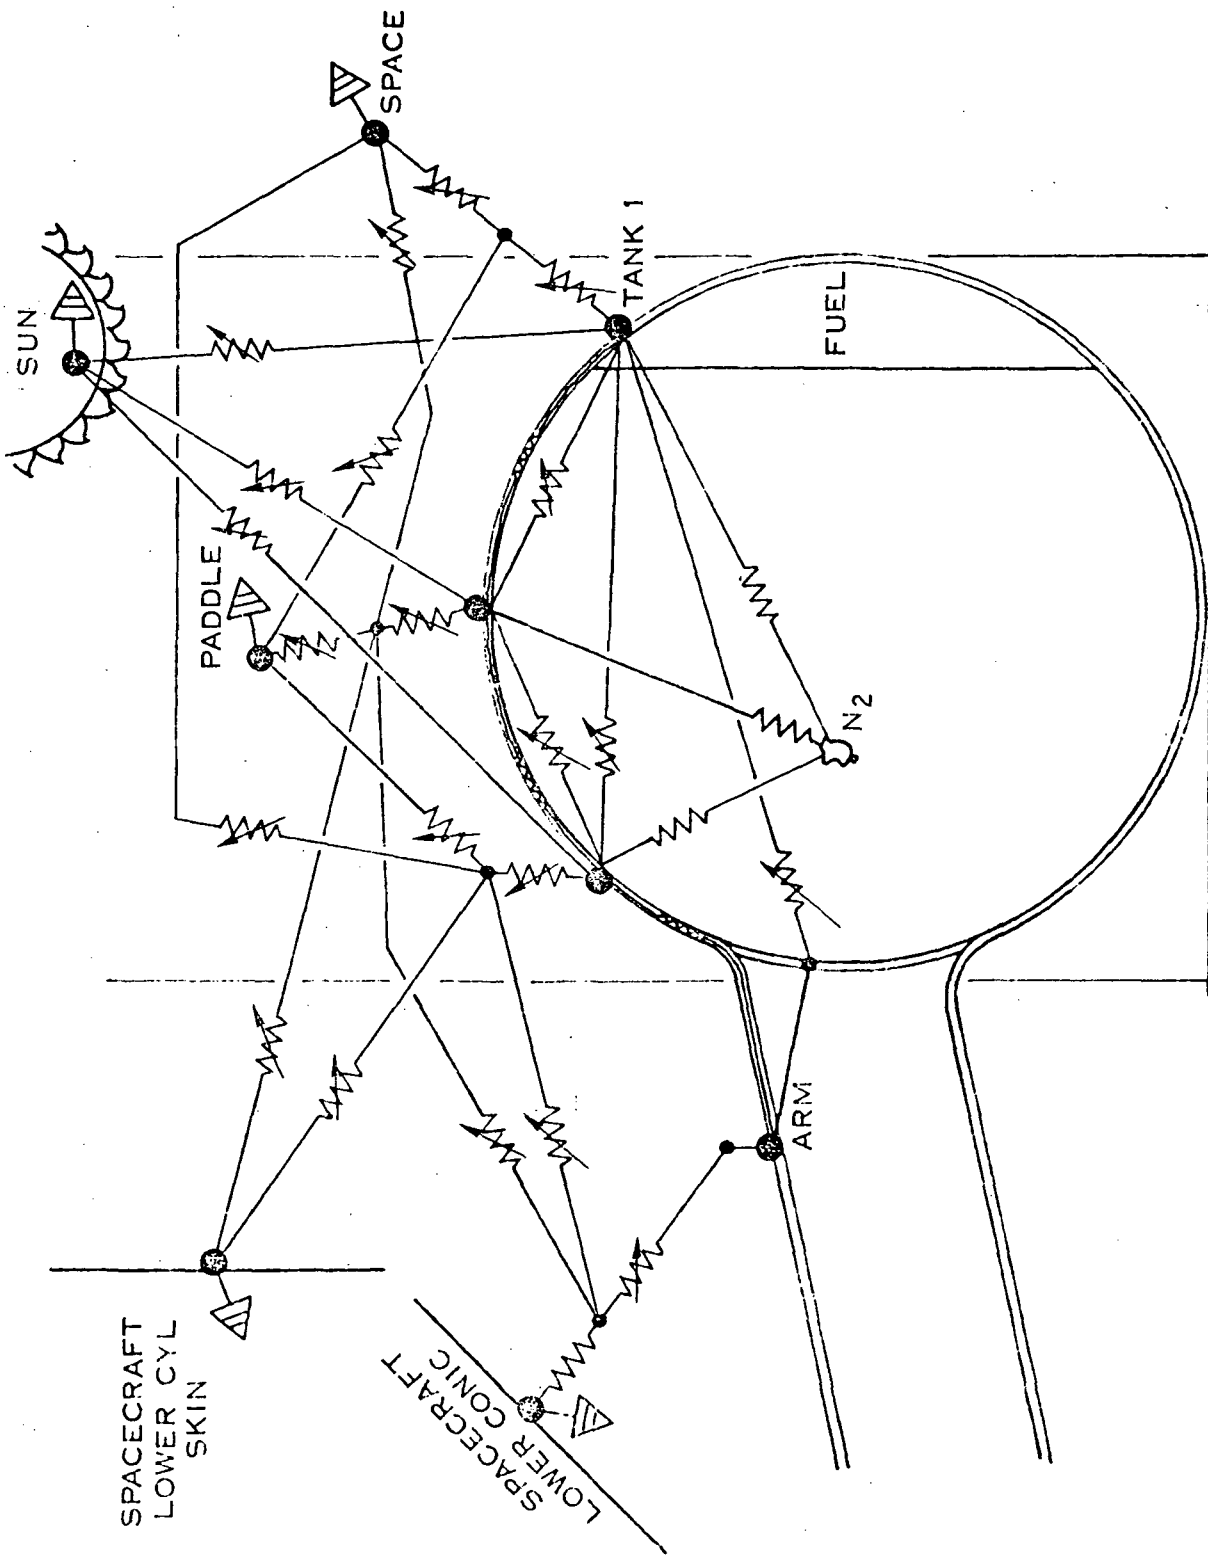 SPACECRAFT
LOWER CYL
SKIN
SPACECRAFT
LOWER CONIC
PADDLE
SUN
SPACE
ARM
N2
TANK 1
FUEL